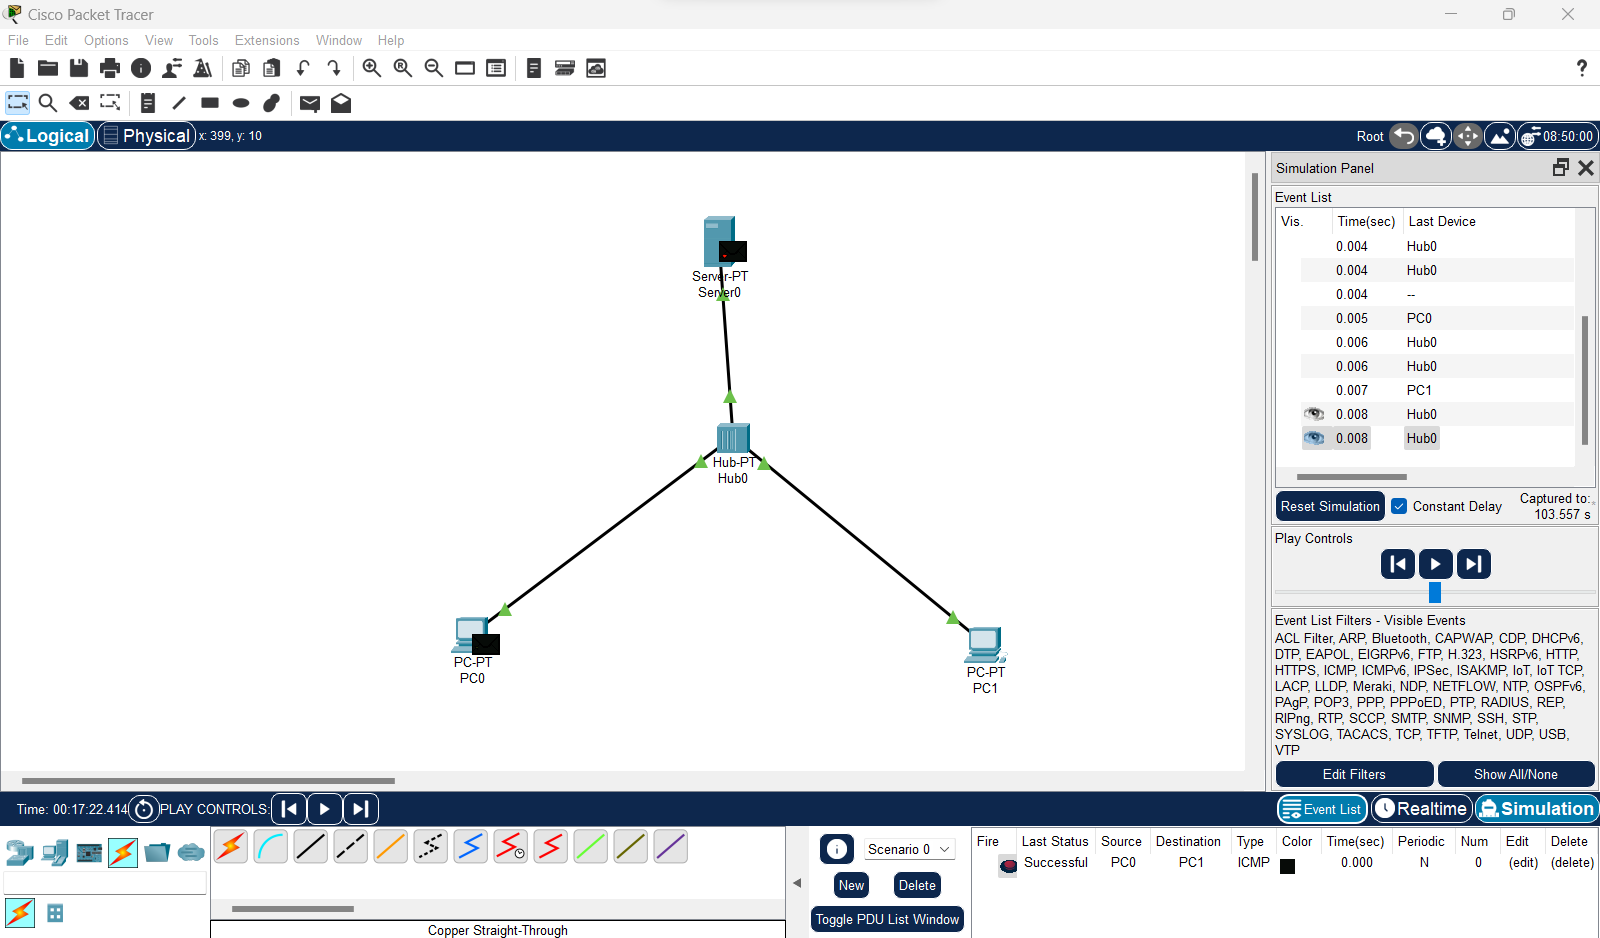 Cisco Packet Tracer
File Edit Options View Tools Extensions Window Help
?
Logical Physical x: 399, y: 10 Root 08:50:00
Simulation Panel
Event List
Vis. Time(sec) Last Device
0.004 Hub0
0.004 Hub0
0.004 --
0.005 PC0
0.006 Hub0
0.006 Hub0
0.007 PC1
0.008 Hub0
0.008 Hub0
Reset Simulation Constant Delay Captured to:
103.557 s
Play Controls
Event List Filters - Visible Events
ACL Filter, ARP, Bluetooth, CAPWAP, CDP, DHCPv6,
DTP, EAPOL, EIGRPv6, FTP, H.323, HSRPv6, HTTP,
HTTPS, ICMP, ICMPv6, IPSec, ISAKMP, IoT, IoT TCP,
LACP, LLDP, Meraki, NDP, NETFLOW, NTP, OSPFv6,
PAgP, POP3, PPP, PPPoED, PTP, RADIUS, REP,
RIPng, RTP, SCCP, SMTP, SNMP, SSH, STP,
SYSLOG, TACACS, TCP, TFTP, Telnet, UDP, USB,
VTP
Edit Filters Show All/None
Server-PT
Server0
Hub-PT
Hub0
PC-PT
PC0
PC-PT
PC1
Time: 00:17:22.414 PLAY CONTROLS: Event List Realtime Simulation
Scenario 0
New Delete
Toggle PDU List Window
Copper Straight-Through
Fire Last Status Source Destination Type Color Time(sec) Periodic Num Edit Delete
Successful PC0 PC1 ICMP 0.000 N 0 (edit) (delete)